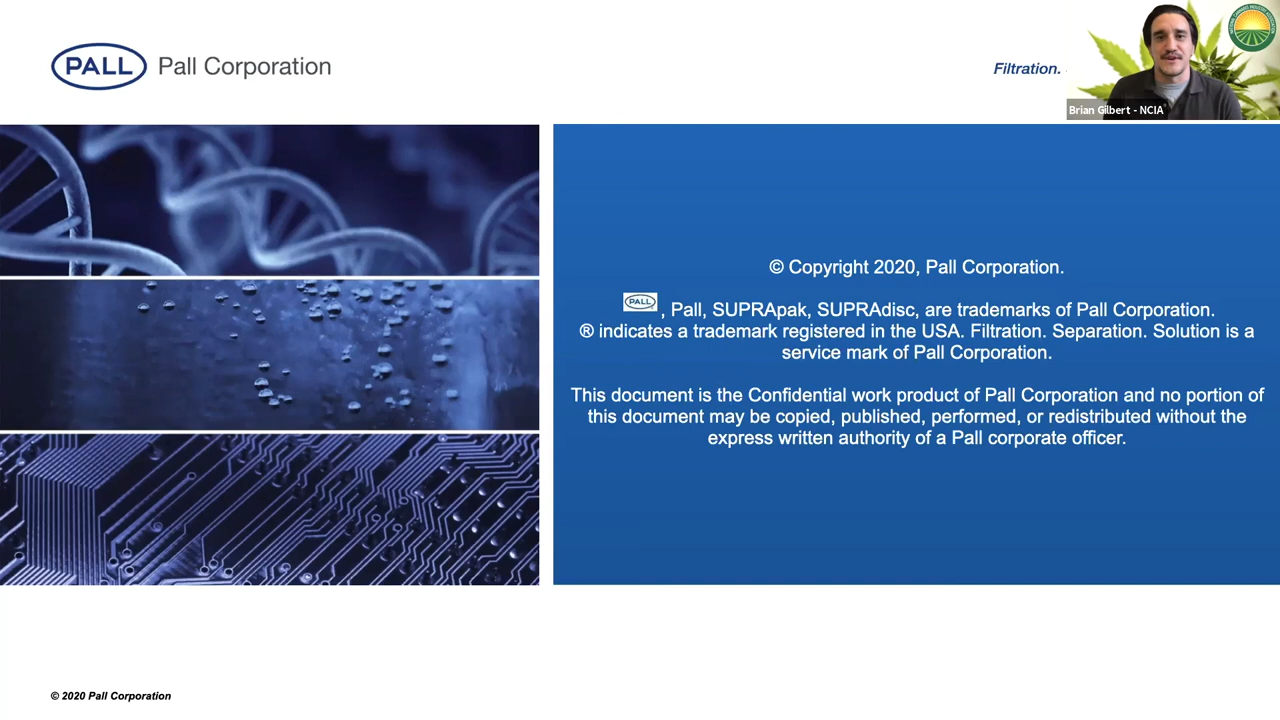 PALL Pall Corporation
Filtration.
Brian Gilbert - NCIA
© Copyright 2020, Pall Corporation.
PALL , Pall, SUPRApak, SUPRAdisc, are trademarks of Pall Corporation.
® indicates a trademark registered in the USA. Filtration. Separation. Solution is a
service mark of Pall Corporation.
This document is the Confidential work product of Pall Corporation and no portion of
this document may be copied, published, performed, or redistributed without the
express written authority of a Pall corporate officer.
© 2020 Pall Corporation